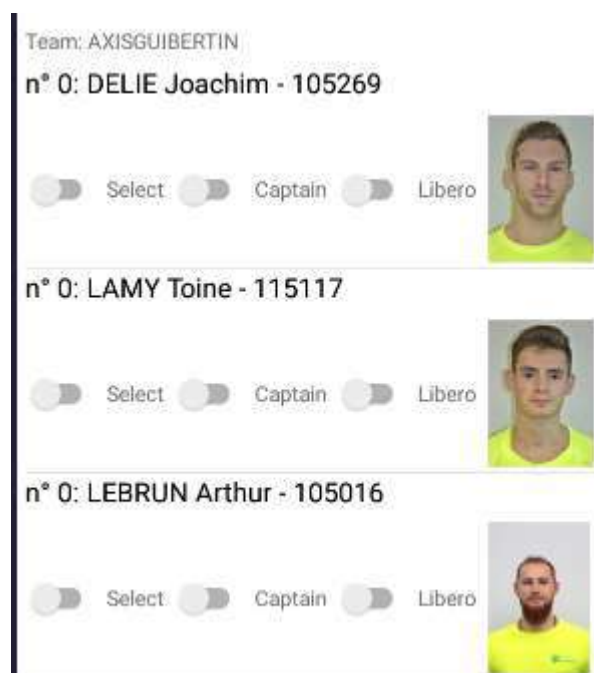 Team: AXISGUIBERTIN
n° 0: DELIE Joachim - 105269
Select Captain Libero
n° 0: LAMY Toine - 115117
Select Captain Libero
n° 0: LEBRUN Arthur - 105016
Select Captain Libero